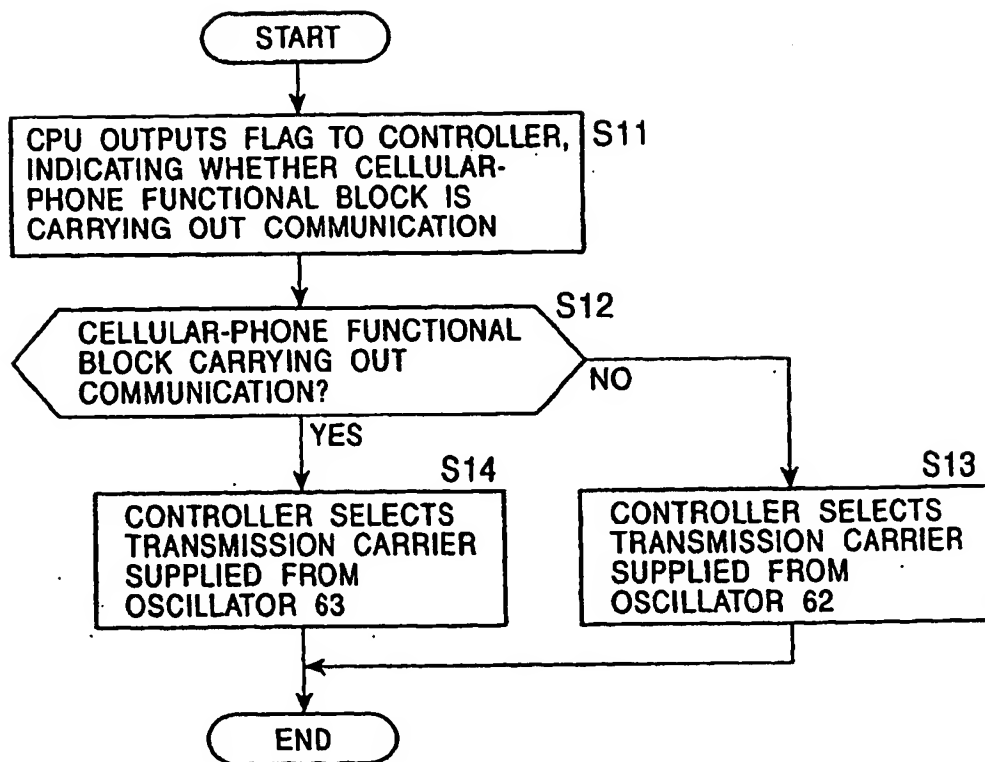 START
CPU OUTPUTS FLAG TO CONTROLLER,
INDICATING WHETHER CELLULAR-
PHONE FUNCTIONAL BLOCK IS
CARRYING OUT COMMUNICATION
S11
CELLULAR-PHONE FUNCTIONAL
BLOCK CARRYING OUT
COMMUNICATION?
S12
NO
YES
S14
CONTROLLER SELECTS
TRANSMISSION CARRIER
SUPPLIED FROM
OSCILLATOR 63
S13
CONTROLLER SELECTS
TRANSMISSION CARRIER
SUPPLIED FROM
OSCILLATOR 62
END